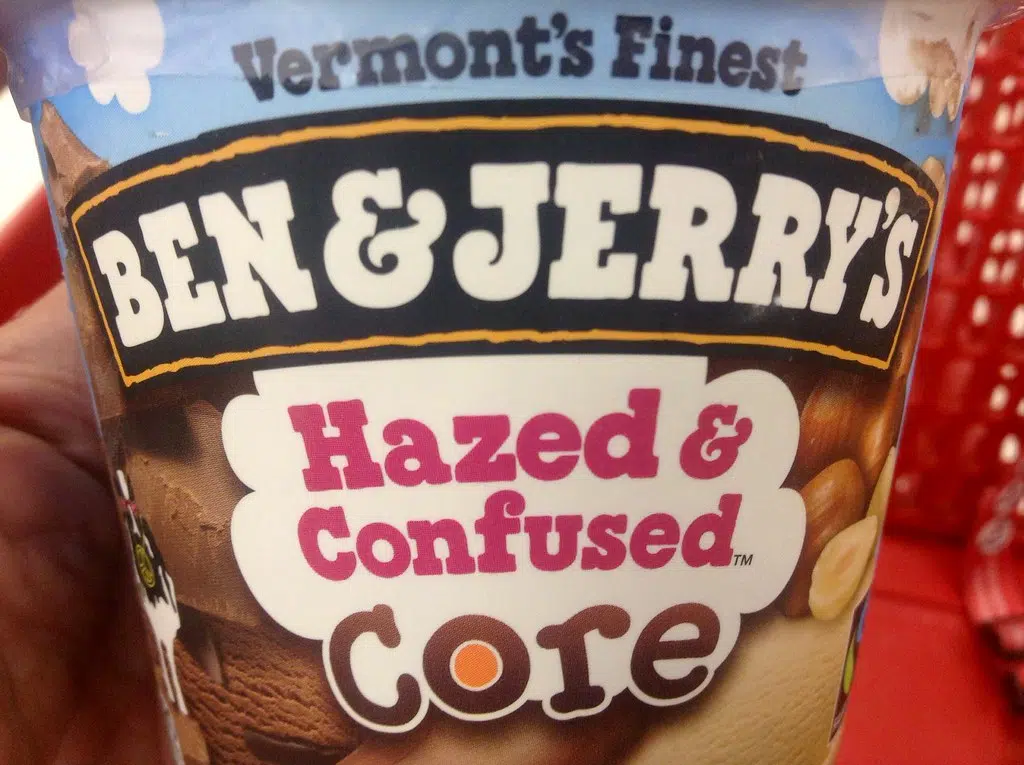 Vermont's Finest
BEN & JERRY'S
Hazed &
Confused™
Core